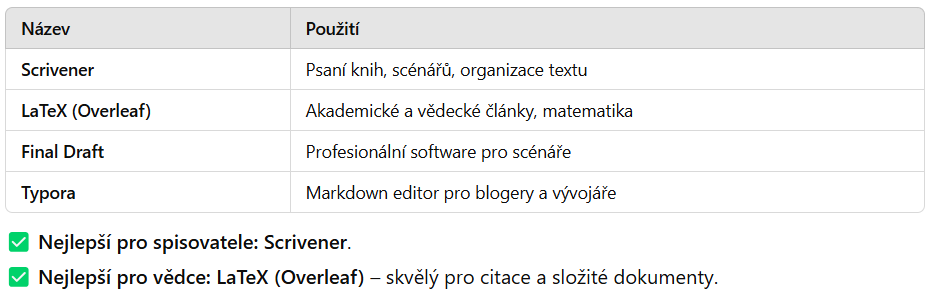 Název Použití
Scrivener Psaní knih, scénářů, organizace textu
LaTeX (Overleaf) Akademické a vědecké články, matematika
Final Draft Profesionální software pro scénáře
Typora Markdown editor pro blogery a vývojáře
✅ Nejlepší pro spisovatele: Scrivener.
✅ Nejlepší pro vědce: LaTeX (Overleaf) – skvělý pro citace a složité dokumenty.